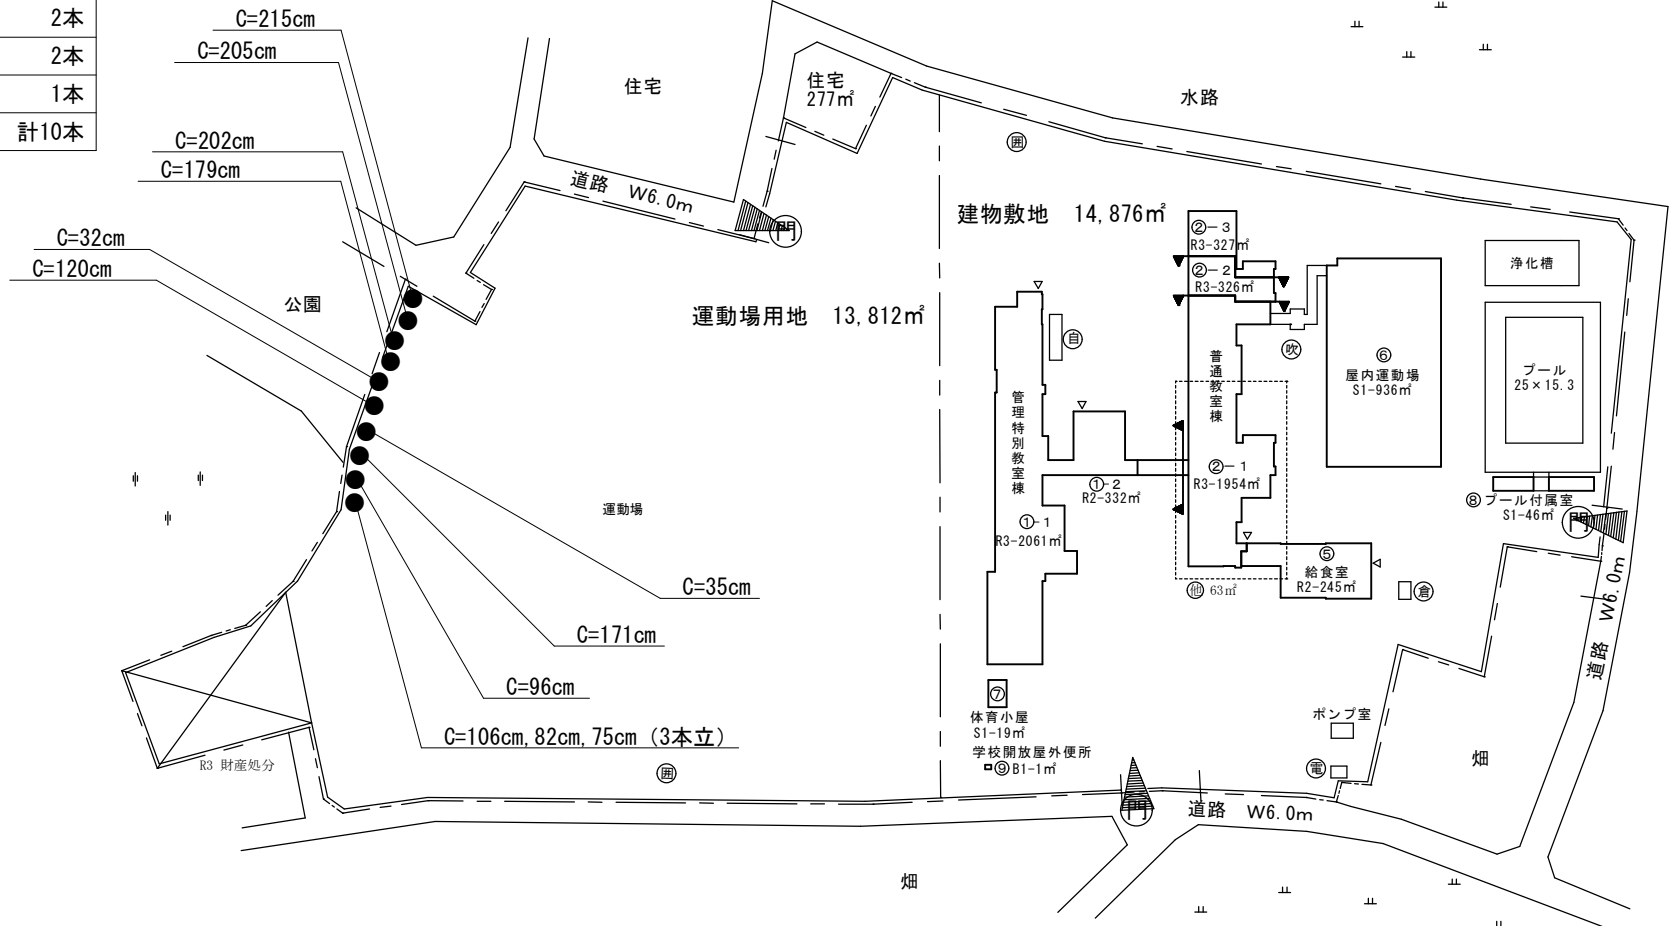 2本
2本
1本
計10本
C=215cm
C=205cm
C=202cm
C=179cm
C=32cm
C=120cm
住宅
住宅
277㎡
水路
囲
道路 W6.0m
門
建物敷地 14,876㎡
運動場用地 13,812㎡
公園
運動場
②-3
R3-327㎡
②-2
R3-326㎡
浄化槽
自
吹
普通教室棟
⑥
屋内運動場
S1-936㎡
プール
25×15.3
管理特別教室棟
②-1
R3-1954㎡
①-2
R2-332㎡
⑧プール付属室
S1-46㎡
門
①-1
R3-2061㎡
⑤
給食室
R2-245㎡
他 63㎡
倉
道路 W6.0m
C=35cm
C=171cm
C=96cm
C=106cm,82cm,75cm（3本立）
⑦
体育小屋
S1-19㎡
学校開放屋外便所
⑨B1-1㎡
ポンプ室
電
畑
R3 財産処分
囲
門
道路 W6.0m
畑